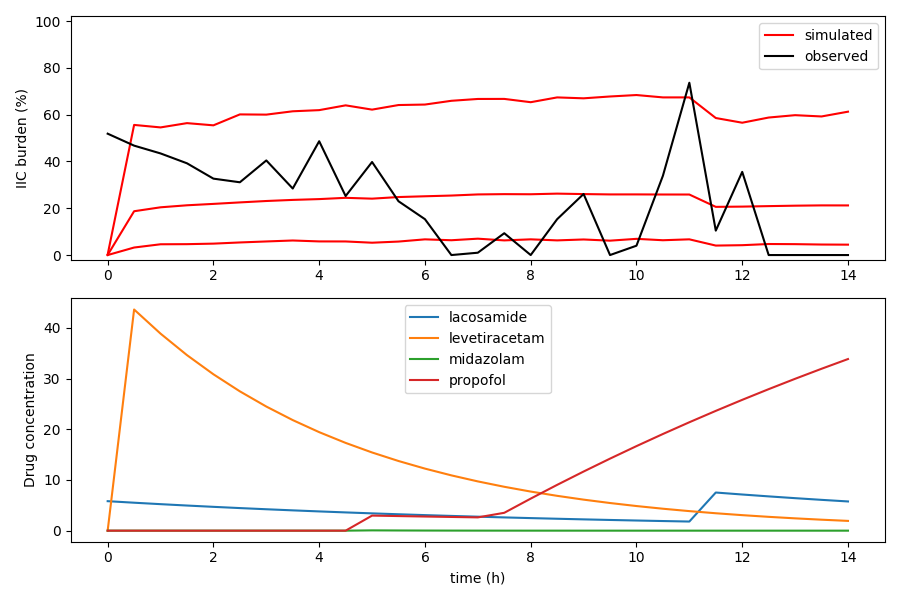 100
80
60
40
20
0
IIC burden (%)
simulated
observed
0 2 4 6 8 10 12 14
40
30
20
10
0
Drug concentration
lacosamide
levetiracetam
midazolam
propofol
0 2 4 6 8 10 12 14
time (h)